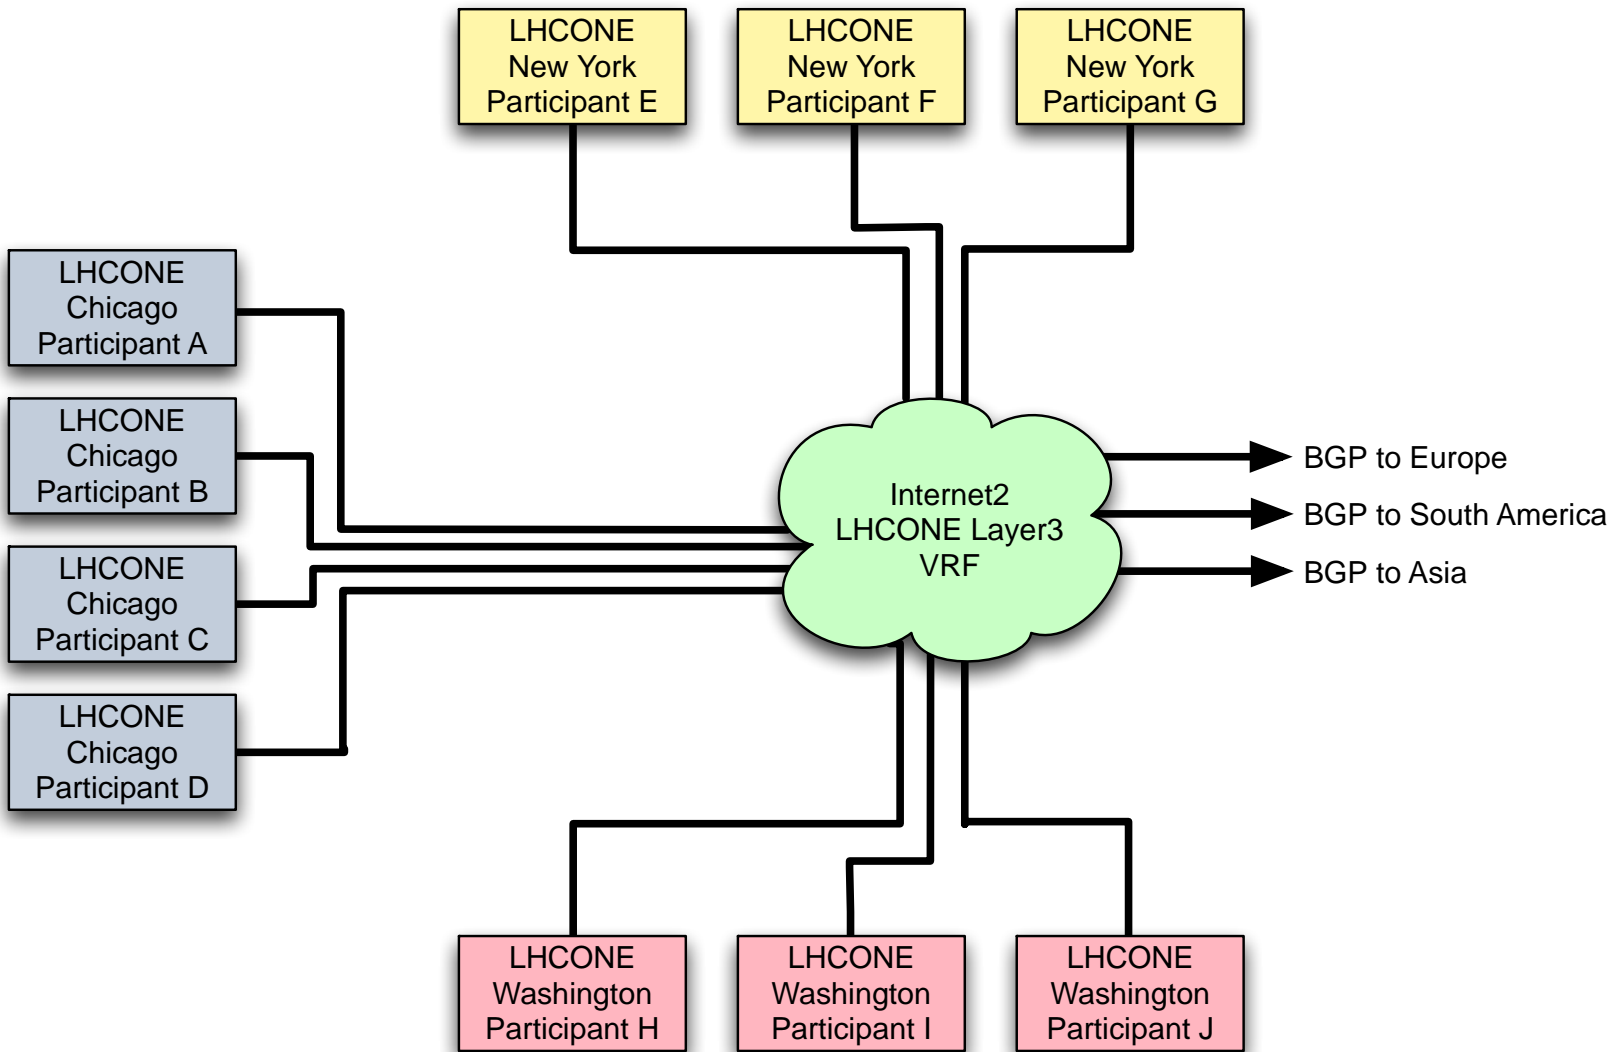 LHCONE
New York
Participant E
LHCONE
New York
Participant F
LHCONE
New York
Participant G
LHCONE
Chicago
Participant A
LHCONE
Chicago
Participant B
LHCONE
Chicago
Participant C
LHCONE
Chicago
Participant D
Internet2
LHCONE Layer3
VRF
BGP to Europe
BGP to South America
BGP to Asia
LHCONE
Washington
Participant H
LHCONE
Washington
Participant I
LHCONE
Washington
Participant J